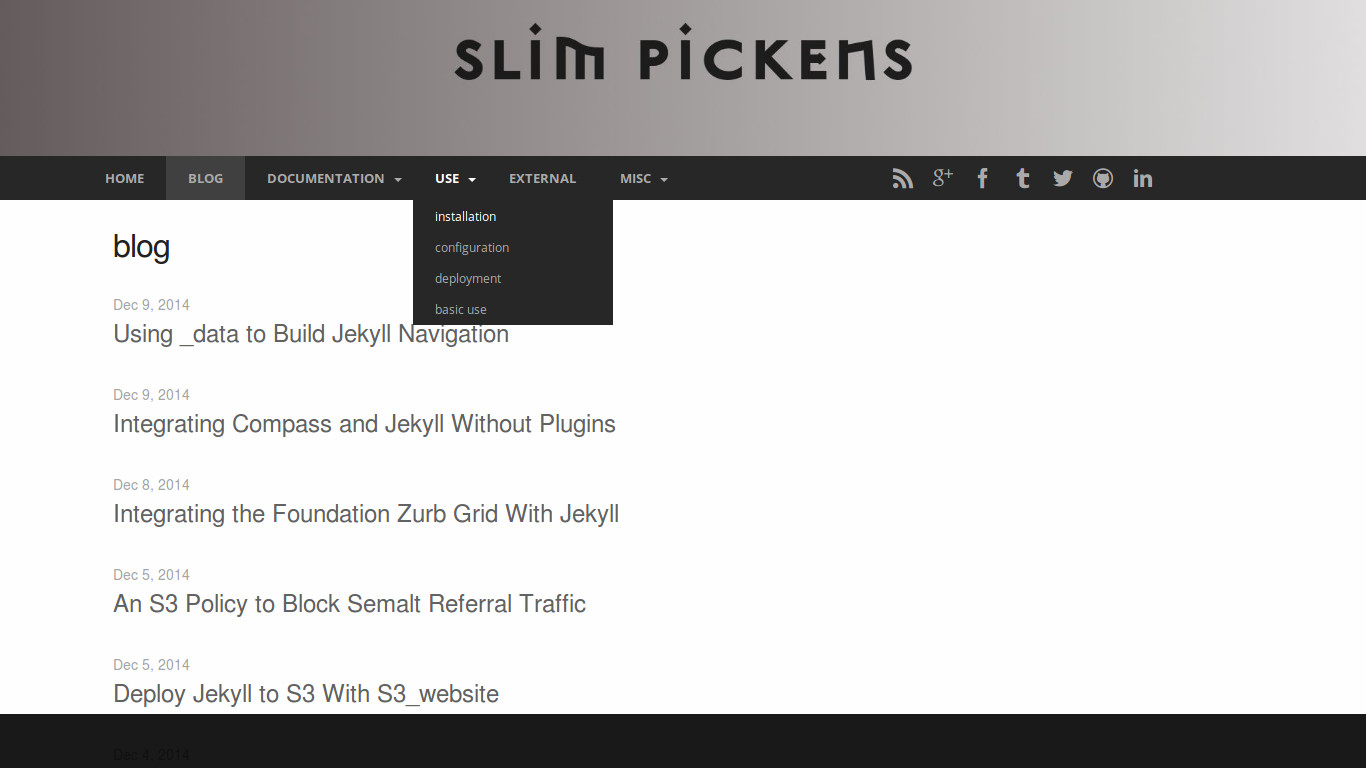 SLIM PICKENS
HOME BLOG DOCUMENTATION USE EXTERNAL MISC
installation
configuration
deployment
basic use
blog
Dec 9, 2014
Using _data to Build Jekyll Navigation
Dec 9, 2014
Integrating Compass and Jekyll Without Plugins
Dec 8, 2014
Integrating the Foundation Zurb Grid With Jekyll
Dec 5, 2014
An S3 Policy to Block Semalt Referral Traffic
Dec 5, 2014
Deploy Jekyll to S3 With S3_website
Dec 4, 2014